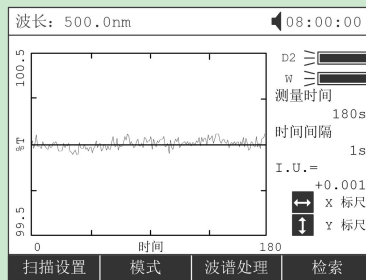 波长: 500.0nm 08:00:00
100.5
%T
99.5
0 时间 180
D2
W
测量时间
180s
时间间隔
1s
I.U.=
+0.001
X 标尺
Y 标尺
扫描设置 模式 波谱处理 检索